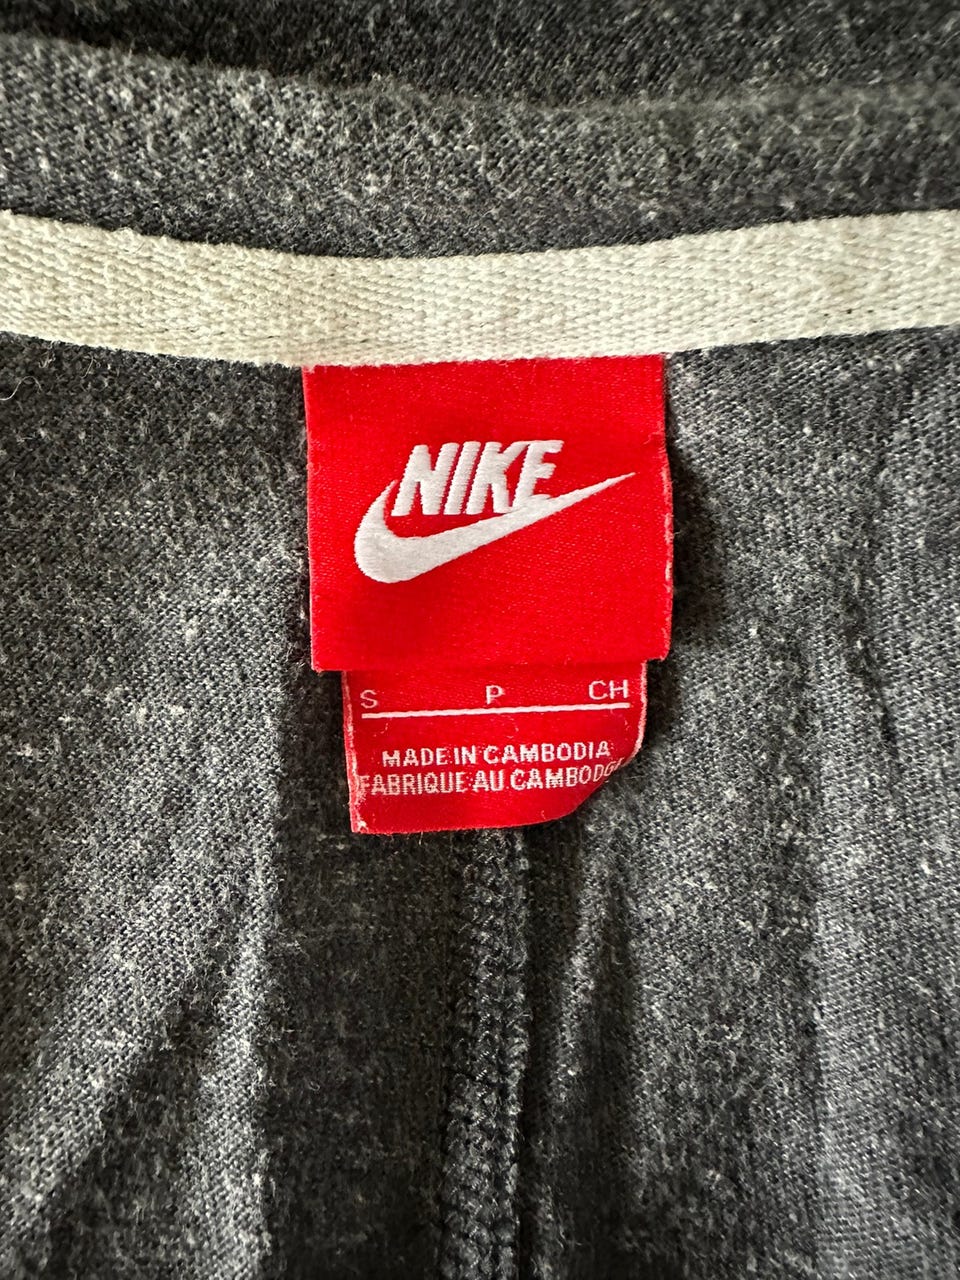 NIKE
S P CH
MADE IN CAMBODIA
FABRIQUE AU CAMBODGE